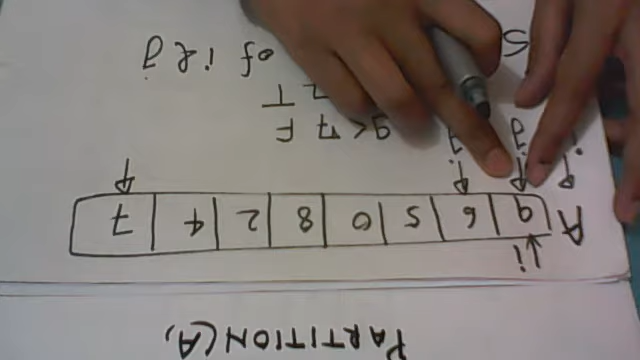 PARTITION(A,
i
A 9 6 5 0 8 2 4 7
j j
9<7 F
T
of i & j